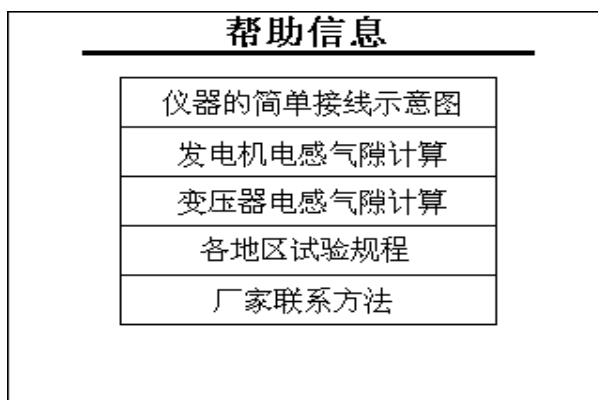 帮助信息
仪器的简单接线示意图
发电机电感气隙计算
变压器电感气隙计算
各地区试验规程
厂家联系方法